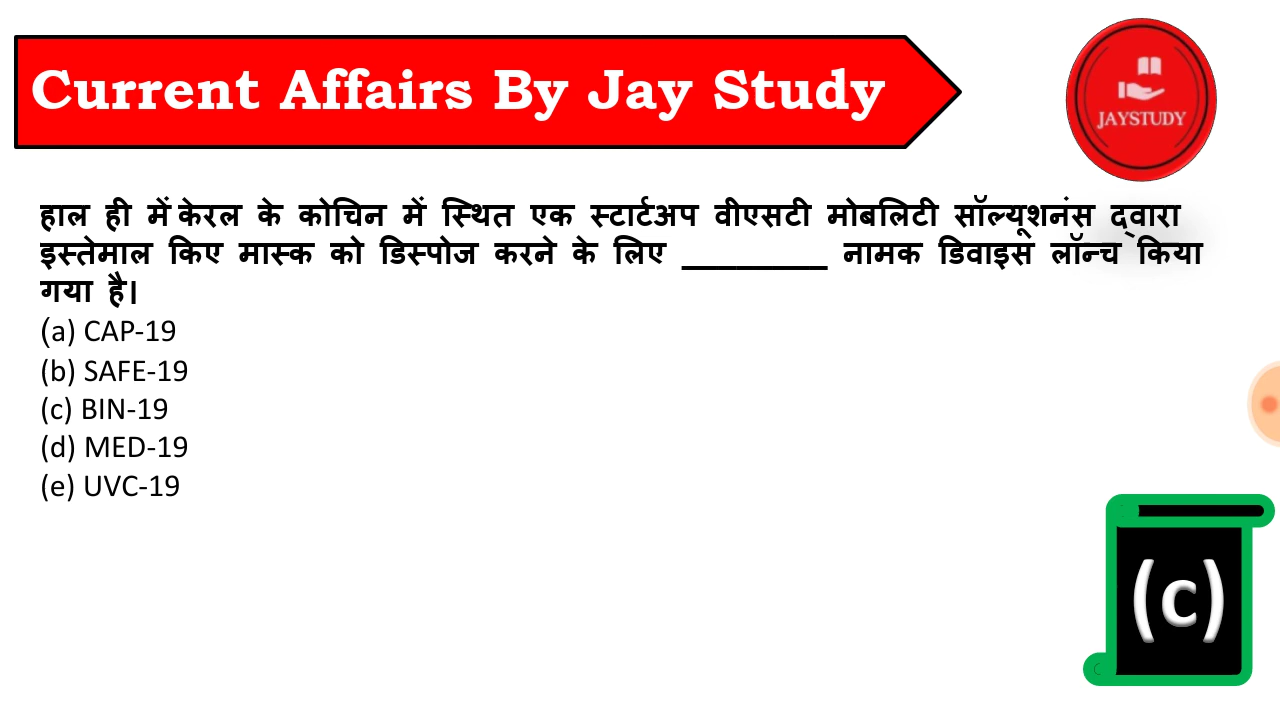 Current Affairs By Jay Study
JAYSTUDY
हाल ही में केरल के कोचिन में स्थित एक स्टार्टअप वीएसटी मोबलिटी सॉल्यूशनंस द्वारा
इस्तेमाल किए मास्क को डिस्पोज करने के लिए __________ नामक डिवाइस लॉन्च किया
गया है।
(a) CAP-19
(b) SAFE-19
(c) BIN-19
(d) MED-19
(e) UVC-19
(c)